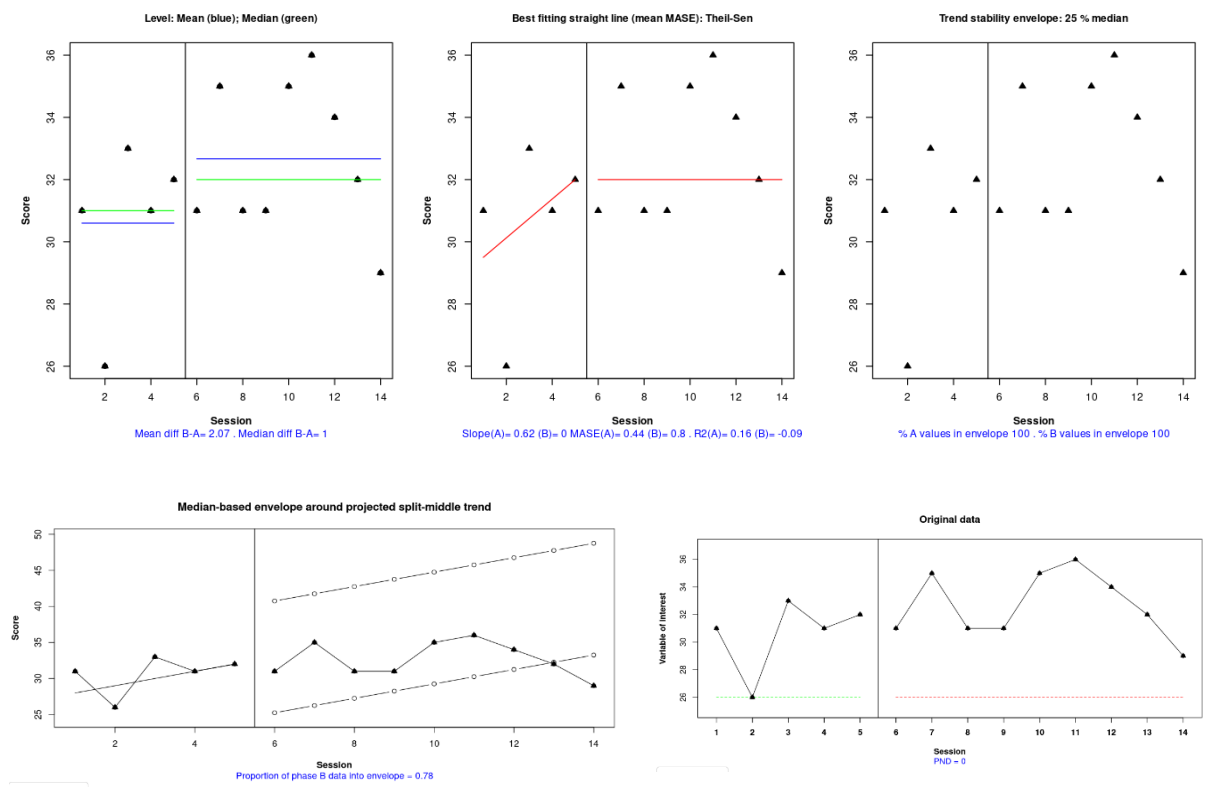 Level: Mean (blue); Median (green)
Score
36
34
32
30
28
26
2 4 6 8 10 12 14
Session
Mean diff B-A= 2.07 . Median diff B-A= 1
Best fitting straight line (mean MASE): Theil-Sen
Score
36
34
32
30
28
26
2 4 6 8 10 12 14
Session
Slope(A)= 0.62 (B)= 0 MASE(A)= 0.44 (B)= 0.8 . R2(A)= 0.16 (B)= -0.09
Trend stability envelope: 25 % median
Score
36
34
32
30
28
26
2 4 6 8 10 12 14
Session
% A values in envelope 100 . % B values in envelope 100
Median-based envelope around projected split-middle trend
Score
50
45
40
35
30
25
2 4 6 8 10 12 14
Session
Proportion of phase B data into envelope = 0.78
Original data
Variable of Interest
36
34
32
30
28
26
1 2 3 4 5 6 7 8 9 10 11 12 13 14
Session
PND = 0